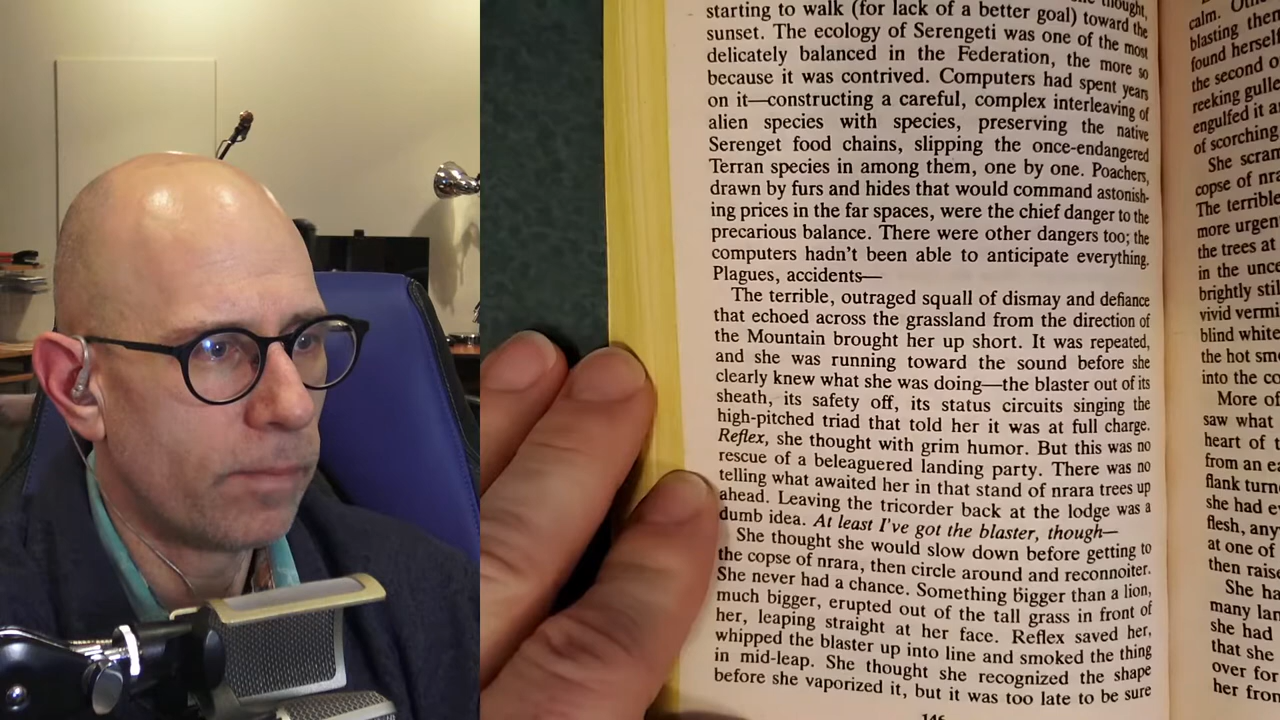 thought,
starting to walk (for lack of a better goal) toward the
sunset. The ecology of Serengeti was one of the most
delicately balanced in the Federation, the more so
because it was contrived. Computers had spent years
on it—constructing a careful, complex interleaving of
alien species with species, preserving the native
Serenget food chains, slipping the once-endangered
Terran species in among them, one by one. Poachers,
drawn by furs and hides that would command astonish-
ing prices in the far spaces, were the chief danger to the
precarious balance. There were other dangers too; the
computers hadn't been able to anticipate everything.
Plagues, accidents—
The terrible, outraged squall of dismay and defiance
that echoed across the grassland from the direction of
the Mountain brought her up short. It was repeated,
and she was running toward the sound before she
clearly knew what she was doing—the blaster out of its
sheath, its safety off, its status circuits singing the
high-pitched triad that told her it was at full charge.
Reflex, she thought with grim humor. But this was no
rescue of a beleaguered landing party. There was no
telling what awaited her in that stand of nrara trees up
ahead. Leaving the tricorder back at the lodge was a
dumb idea. At least I've got the blaster, though—
She thought she would slow down before getting to
the copse of nrara, then circle around and reconnoiter.
She never had a chance. Something bigger than a lion,
much bigger, erupted out of the tall grass in front of
her, leaping straight at her face. Reflex saved her,
whipped the blaster up into line and smoked the thing
in mid-leap. She thought she recognized the shape
before she vaporized it, but it was too late to be sure
146
calm.
blasting
found herself
the second
reeking
engulfed it
of scorching
She
copse of
The terrible
more urgen
the trees at
in the
brightly
vivid
blind white
the hot
into the
More of
saw what
heart of
from an
flank
she had
flesh, any
at one of
then
She
many
she had
that she
over for
her